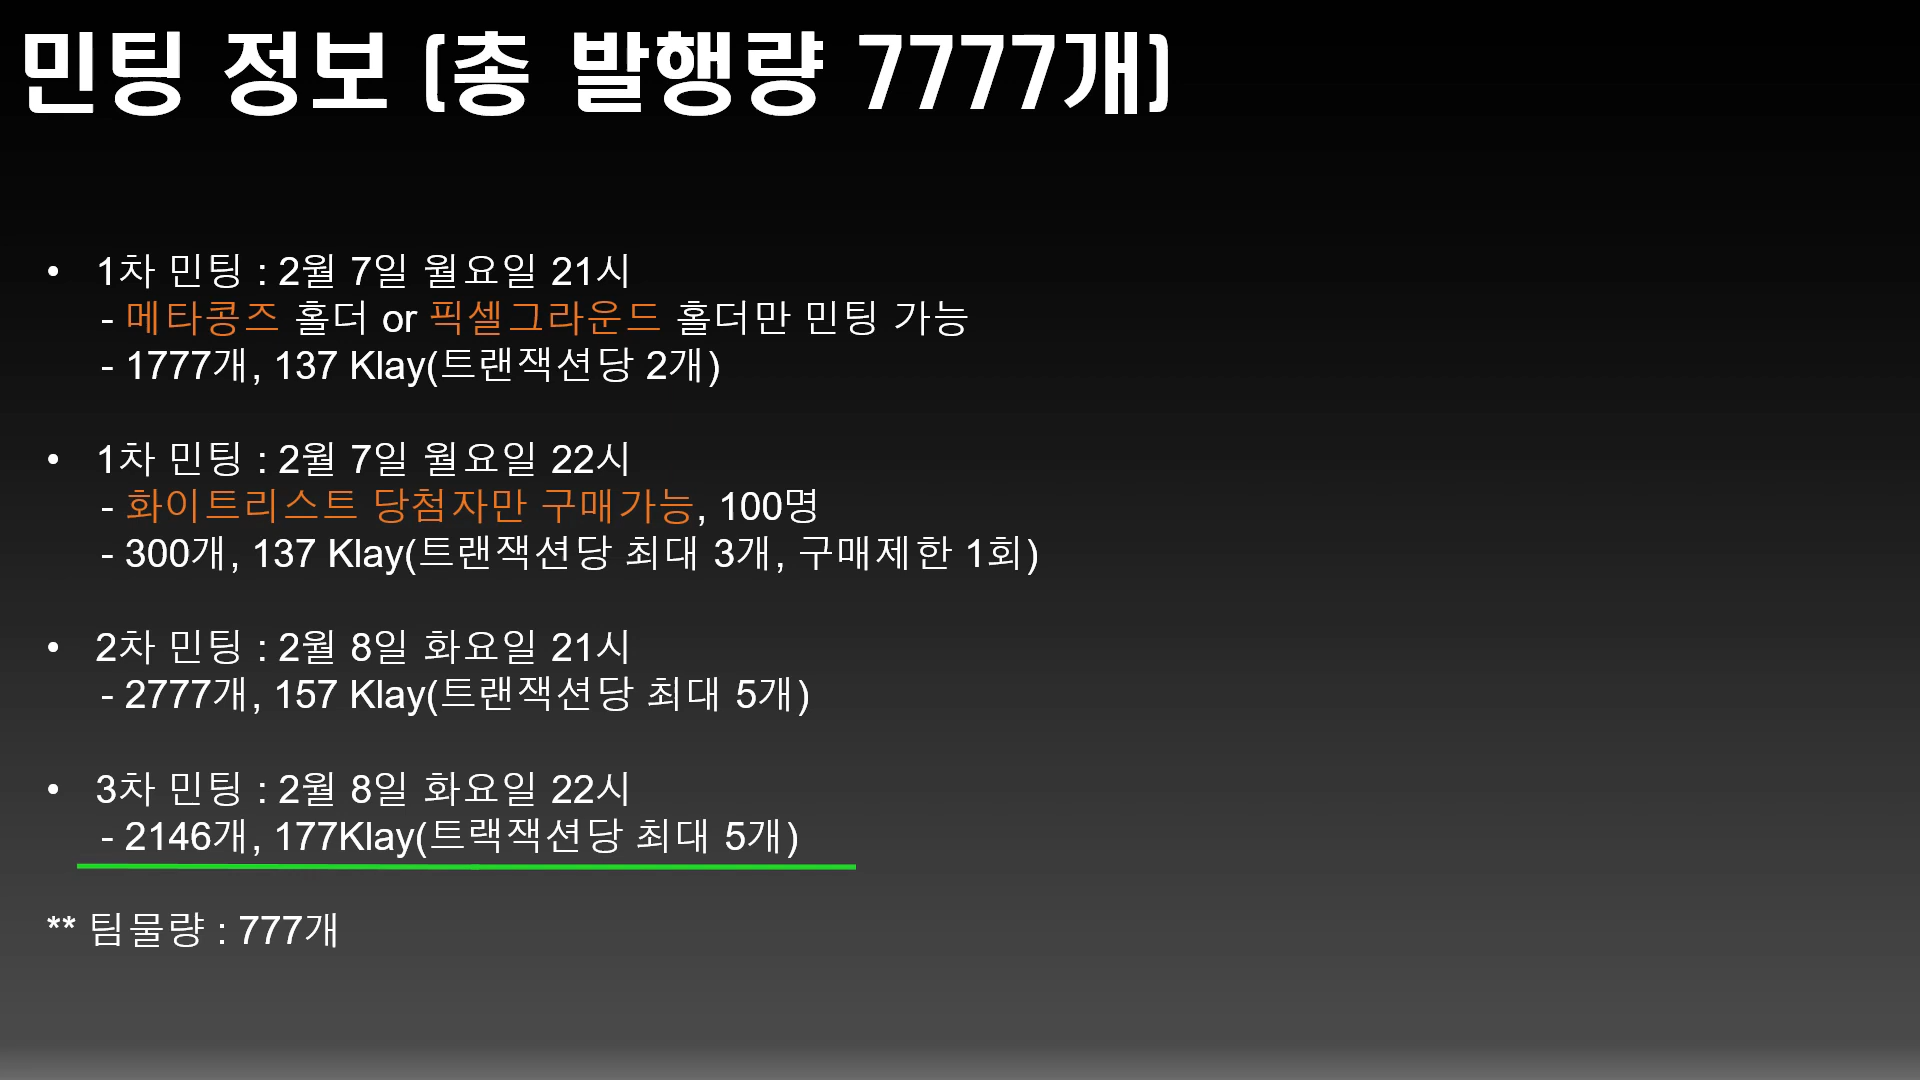 민팅 정보 (총 발행량 7777개)
• 1차 민팅 : 2월 7일 월요일 21시
- 메타콩즈 홀더 or 픽셀그라운드 홀더만 민팅 가능
- 1777개, 137 Klay(트랜잭션당 2개)
• 1차 민팅 : 2월 7일 월요일 22시
- 화이트리스트 당첨자만 구매가능, 100명
- 300개, 137 Klay(트랜잭션당 최대 3개, 구매제한 1회)
• 2차 민팅 : 2월 8일 화요일 21시
- 2777개, 157 Klay(트랜잭션당 최대 5개)
• 3차 민팅 : 2월 8일 화요일 22시
- 2146개, 177Klay(트랙잭션당 최대 5개)
** 팀물량 : 777개